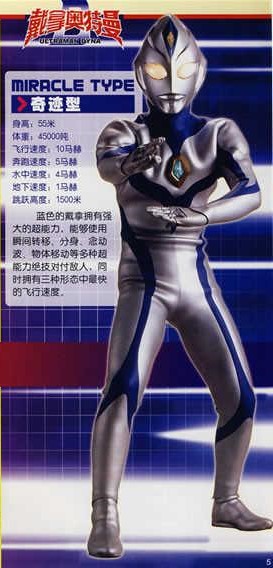 戴拿奥特曼
ULTRAMAN DYNA
MIRACLE TYPE
奇迹型
身高：55米
体重：45000吨
飞行速度：10马赫
奔跑速度：5马赫
水中速度：4马赫
地下速度：1马赫
跳跃高度：1500米
蓝色的戴拿拥有强
大的超能力，能够使用
瞬间转移、分身、念动
波、物体移动等多种超
能力绝技对付敌人，同
时拥有三种形态中最快
的飞行速度。
5